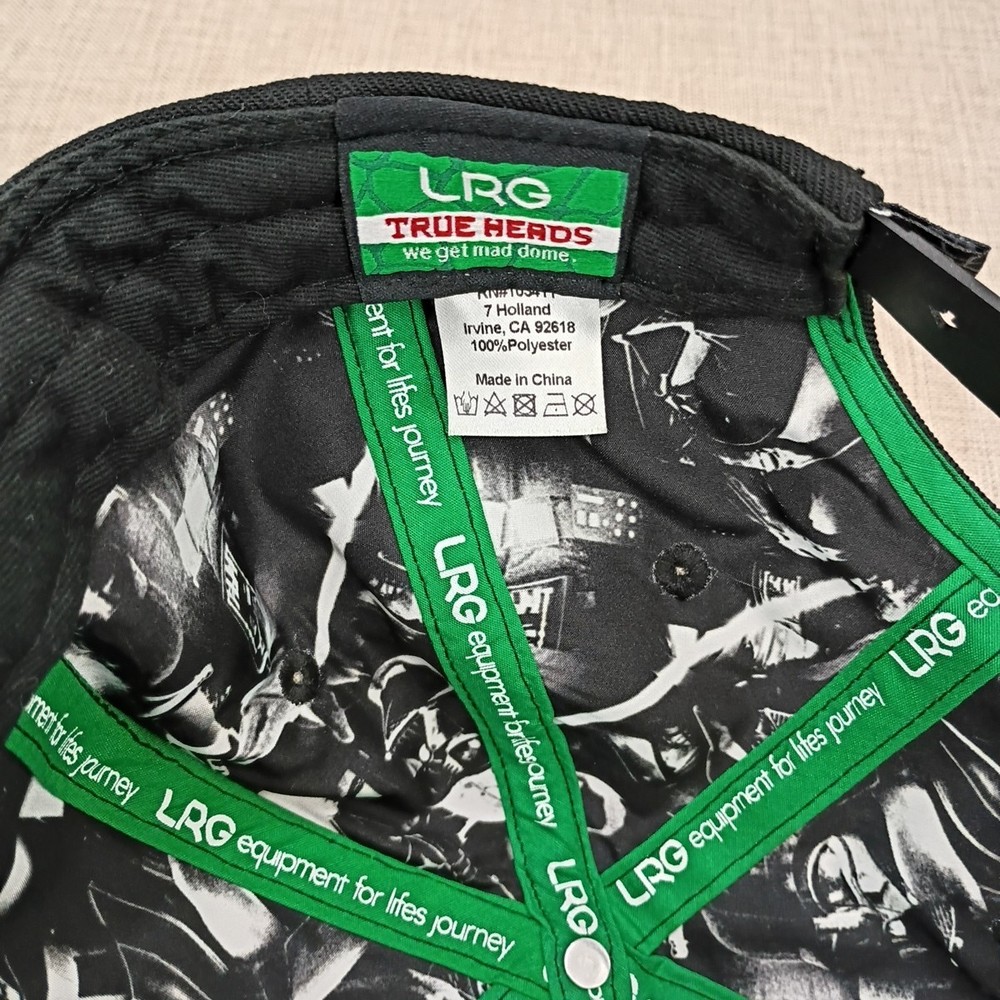 LRG
TRUE HEADS
we get mad dome.
7 Holland
Irvine, CA 92618
100%Polyester
Made in China
ent for lifes journey
LRG equipment for lifes journey
LRG
ment for lifes journey
LRG equipment for lifes journey
LRG equipment for lifes journey
LRG eq